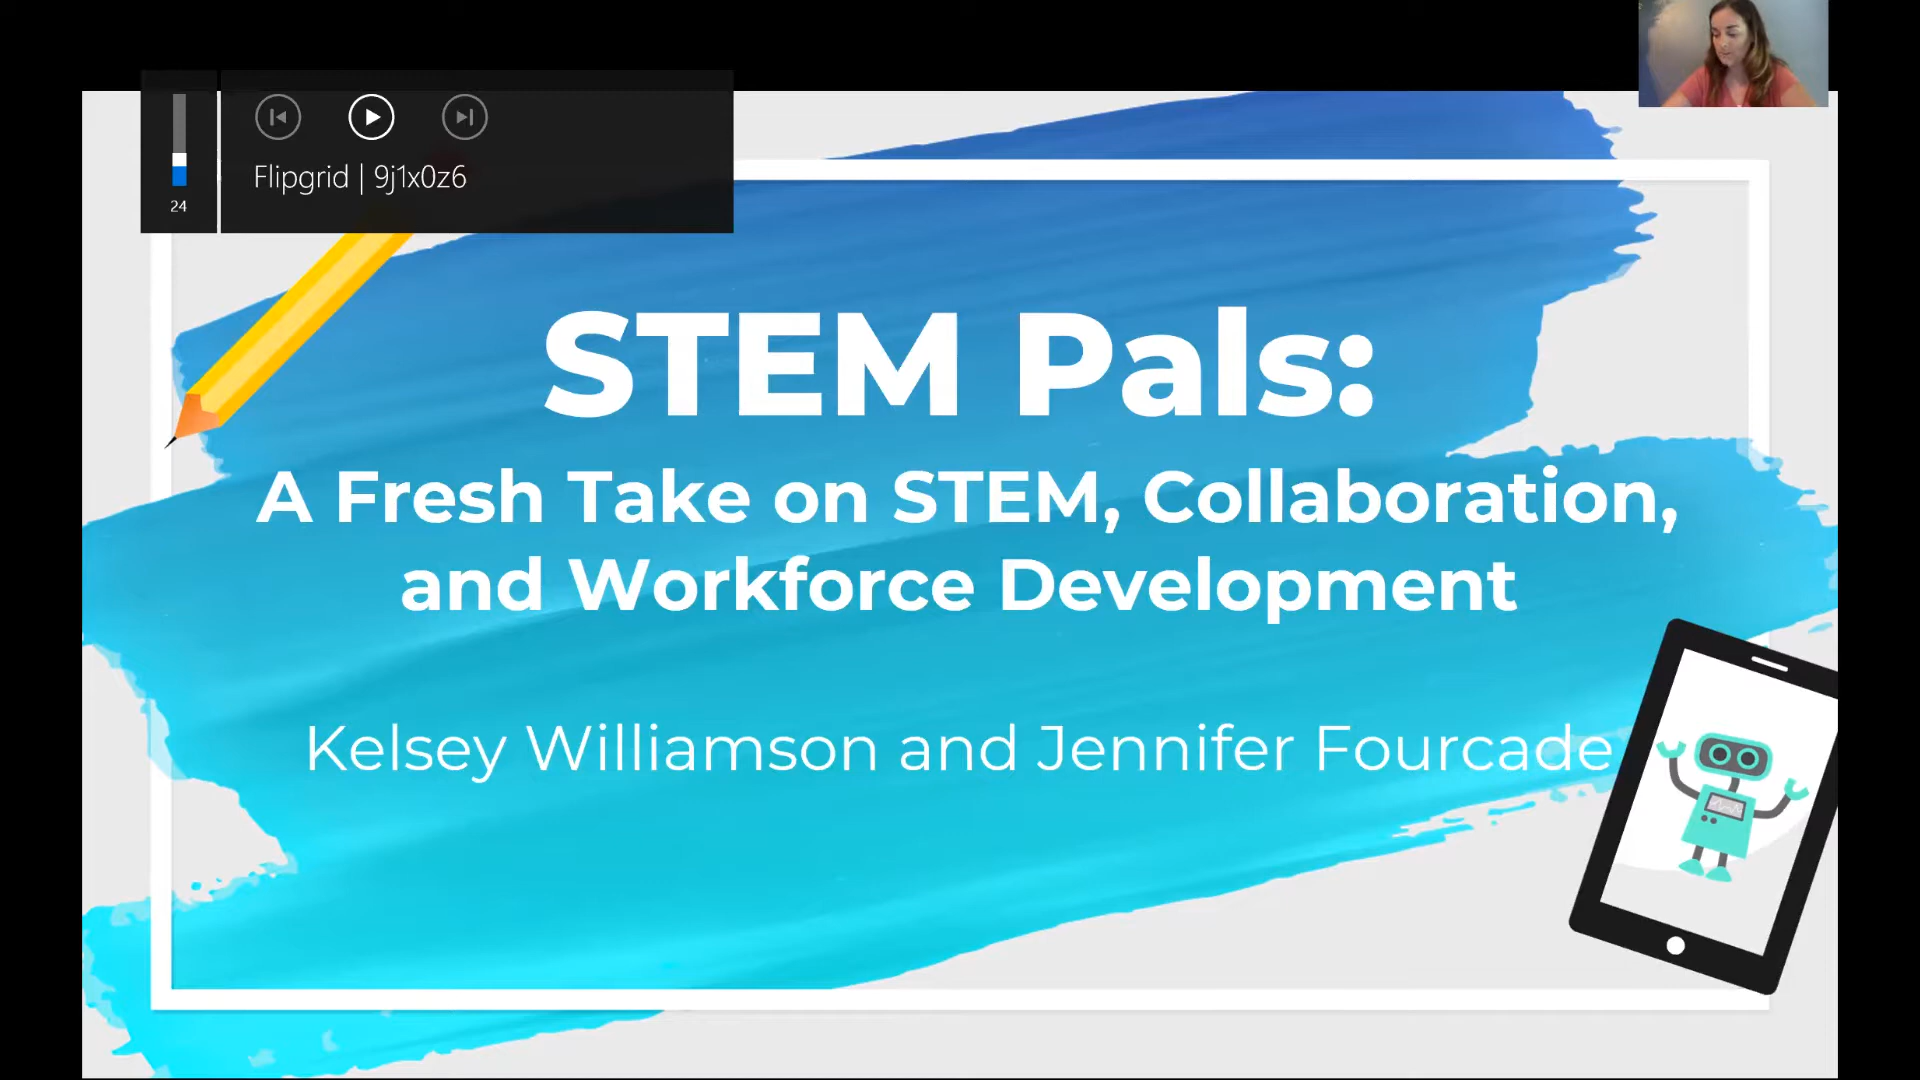 Flipgrid | 9j1x0z6
24
STEM Pals:
A Fresh Take on STEM, Collaboration,
and Workforce Development
Kelsey Williamson and Jennifer Fourcade